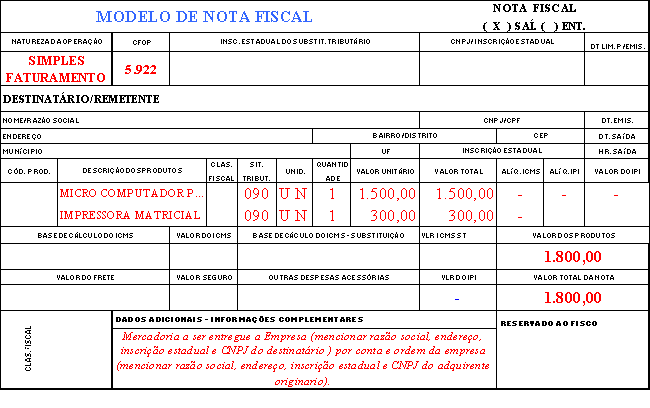 MODELO DE NOTA FISCAL
NOTA FISCAL
( X ) SAÍ. ( ) ENT.
NATUREZA DA OPERAÇÃO CFOP INSC. ESTADUAL DO SUBSTIT. TRIBUTÁRIO CNPJ / INSCRIÇÃO ESTADUAL DT LIM. P/ EMIS.
SIMPLES FATURAMENTO 5.922
DESTINATÁRIO/REMETENTE
NOME/RAZÃO SOCIAL CNPJ/CPF DT. EMIS.
ENDEREÇO BAIRRO/DISTRITO CEP DT. SAÍDA
MUNÍCIPIO UF INSCRIÇÃO ESTADUAL HR. SAÍDA
CÓD. PROD. DESCRIÇÃO DOS PRODUTOS CLAS. FISCAL SIT. TRIBUT. UNID. QUANTIDADE VALOR UNITÁRIO VALOR TOTAL ALÍQ. ICMS ALÍQ. IPI VALOR DO IPI
MICRO COMPUTADOR P... 090 UN 1 1.500,00 1.500,00 - - -
IMPRESSORA MATRICIAL 090 UN 1 300,00 300,00 - -
BASE DE CÁLCULO DO ICMS VALOR DO ICMS BASE DE CÁCULO DO ICMS - SUBSTITUIÇÃO VLR ICMS ST VALOR DOS PRODUTOS
1.800,00
VALOR DO FRETE VALOR SEGURO OUTRAS DESPESAS ACESSÓRIAS VLR DO IPI VALOR TOTAL DA NOTA
- 1.800,00
CLAS. FISCAL
DADOS ADICIONAIS - INFORMAÇÕES COMPLEMENTARES
RESERVADO AO FISCO
Mercadoria a ser entregue a Empresa (mencionar razão social, endereço,
inscrição estadual e CNPJ do destinatário ) por conta e ordem da empresa
(mencionar razão social, endereço, inscrição estadual e CNPJ do adquirente
originario).